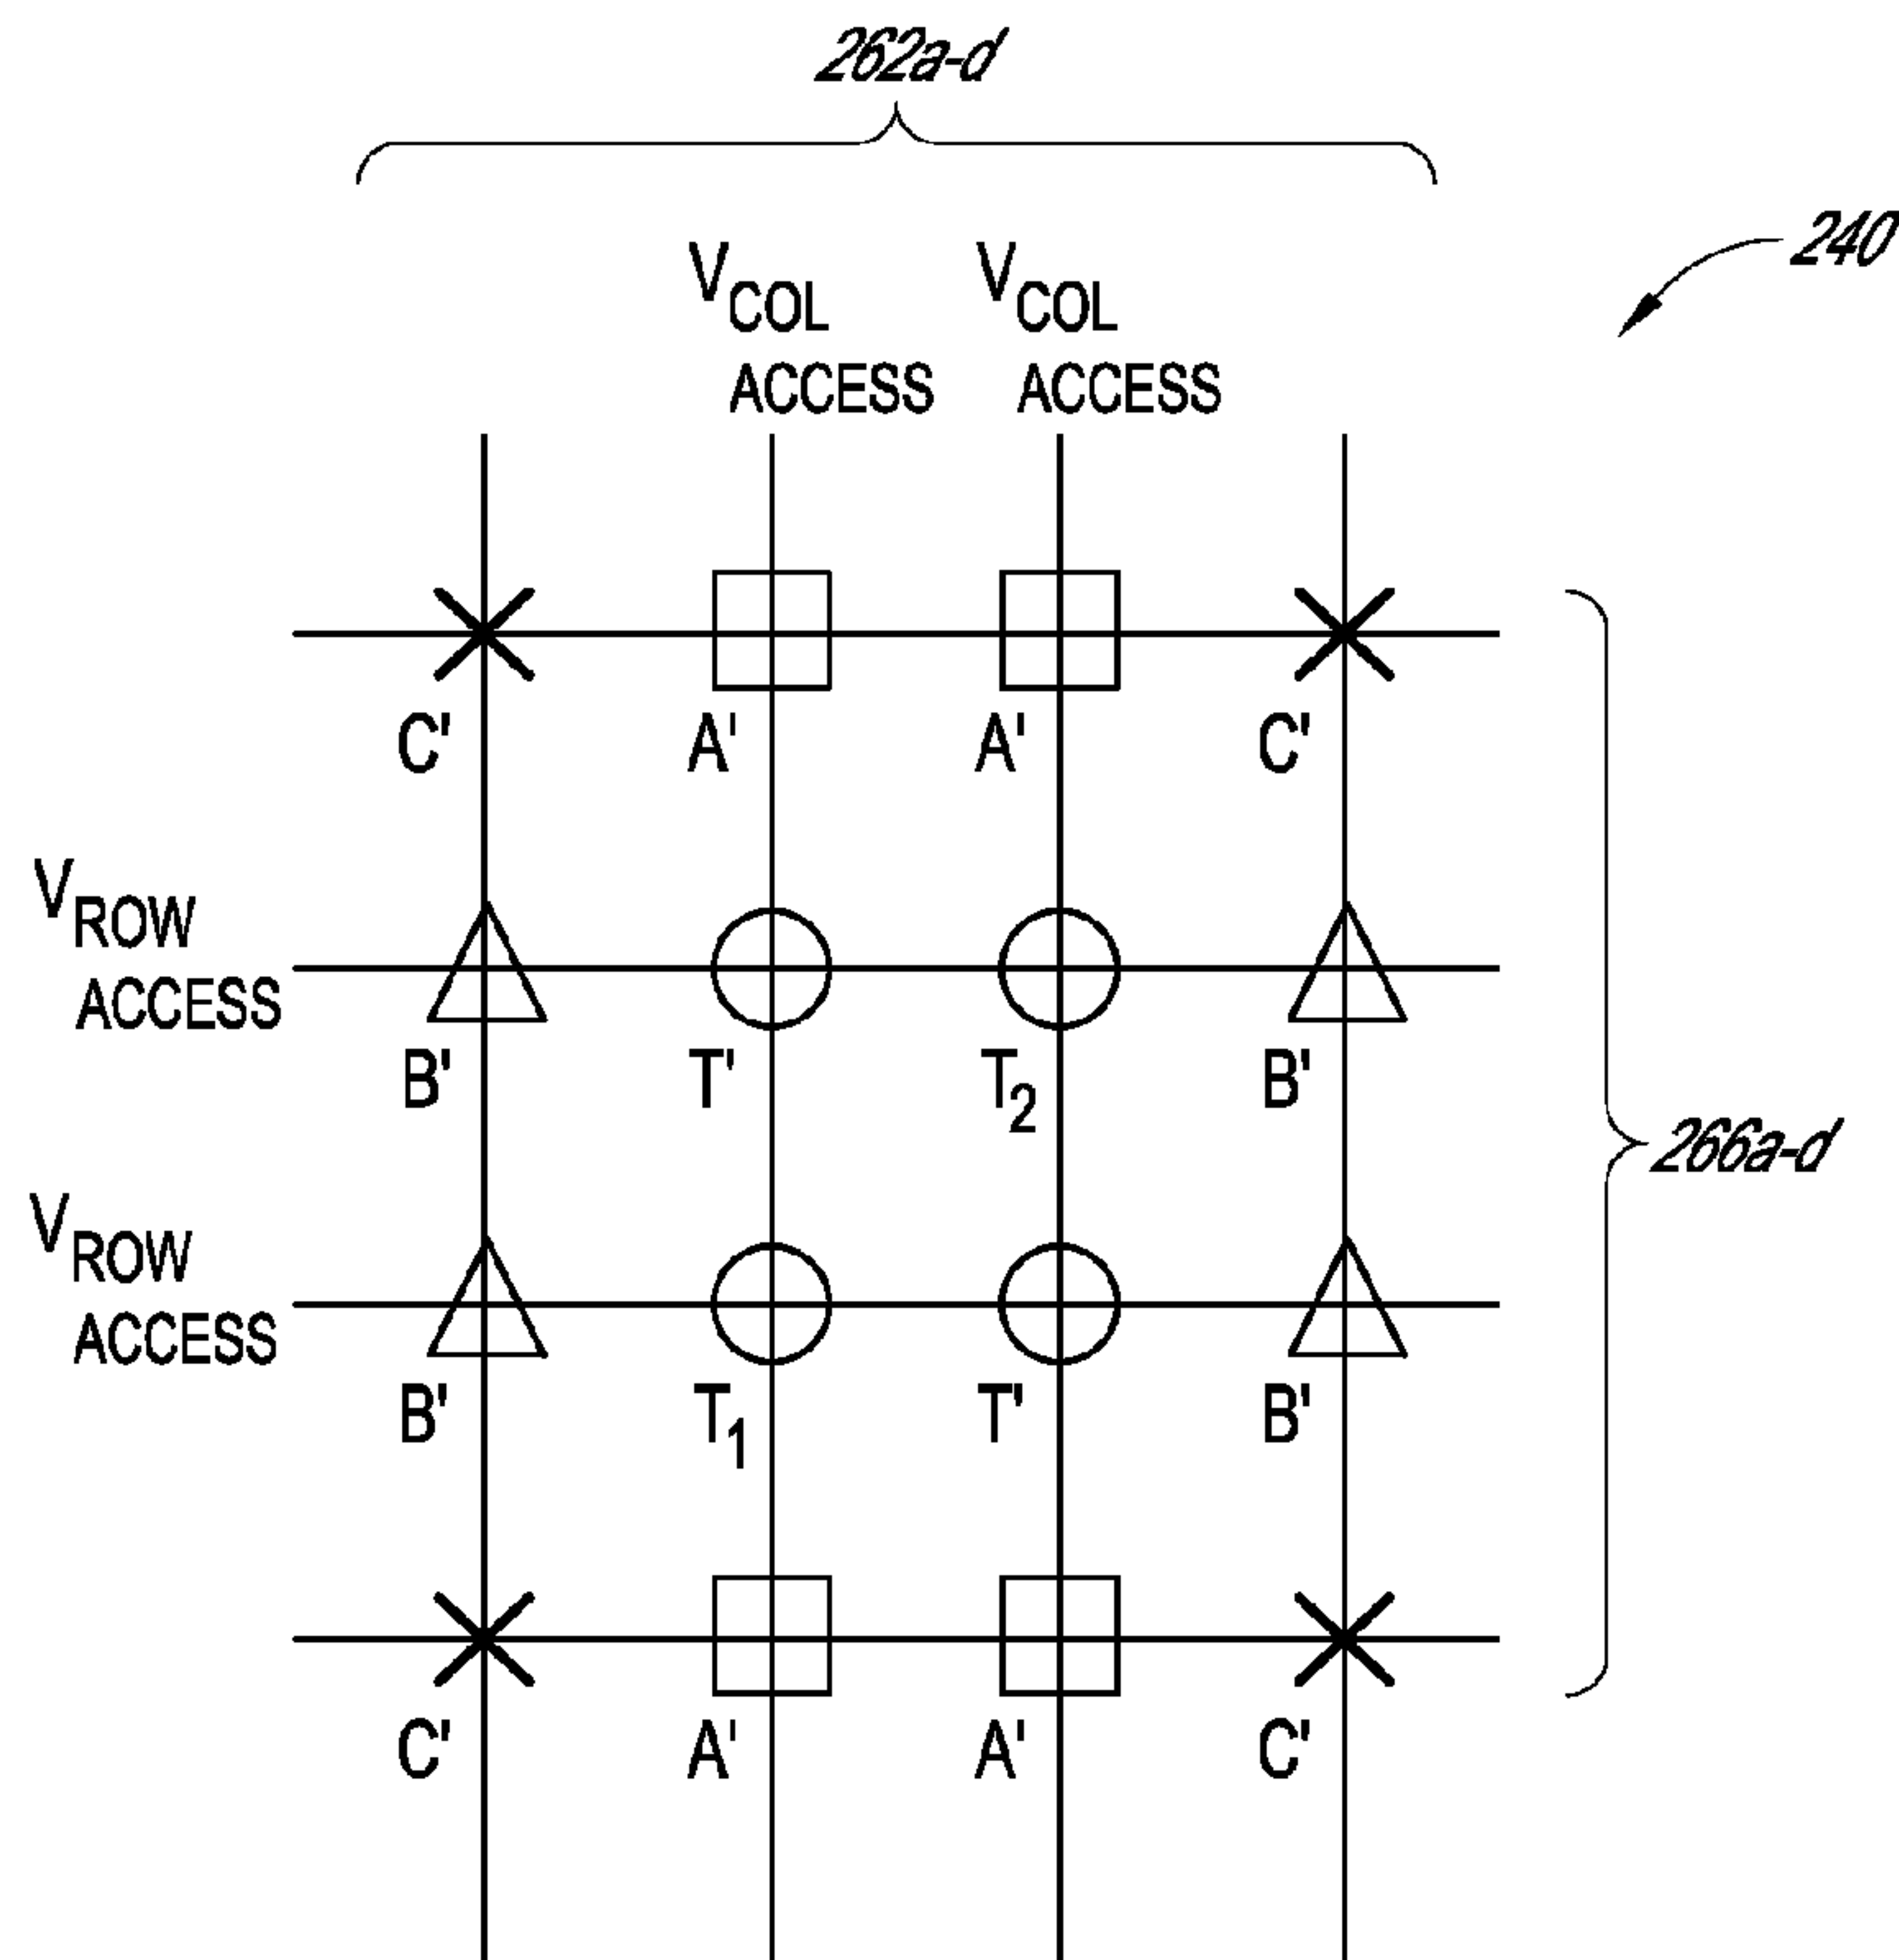 262a-d
240
VCOL ACCESS VCOL ACCESS
C' A' A' C'
VROW ACCESS
B' T' T2 B'
266a-d
VROW ACCESS
B' T1 T' B'
C' A' A' C'